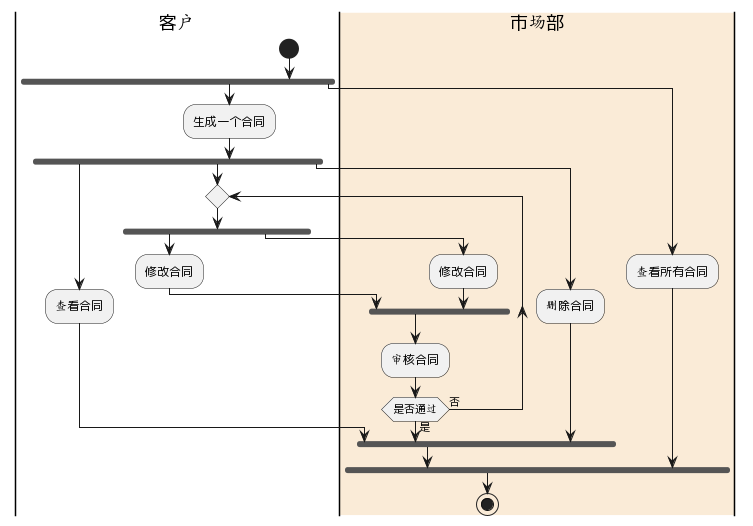 客户
市场部
生成一个合同
修改合同
修改合同
查看所有合同
查看合同
删除合同
审核合同
是否通过
否
是